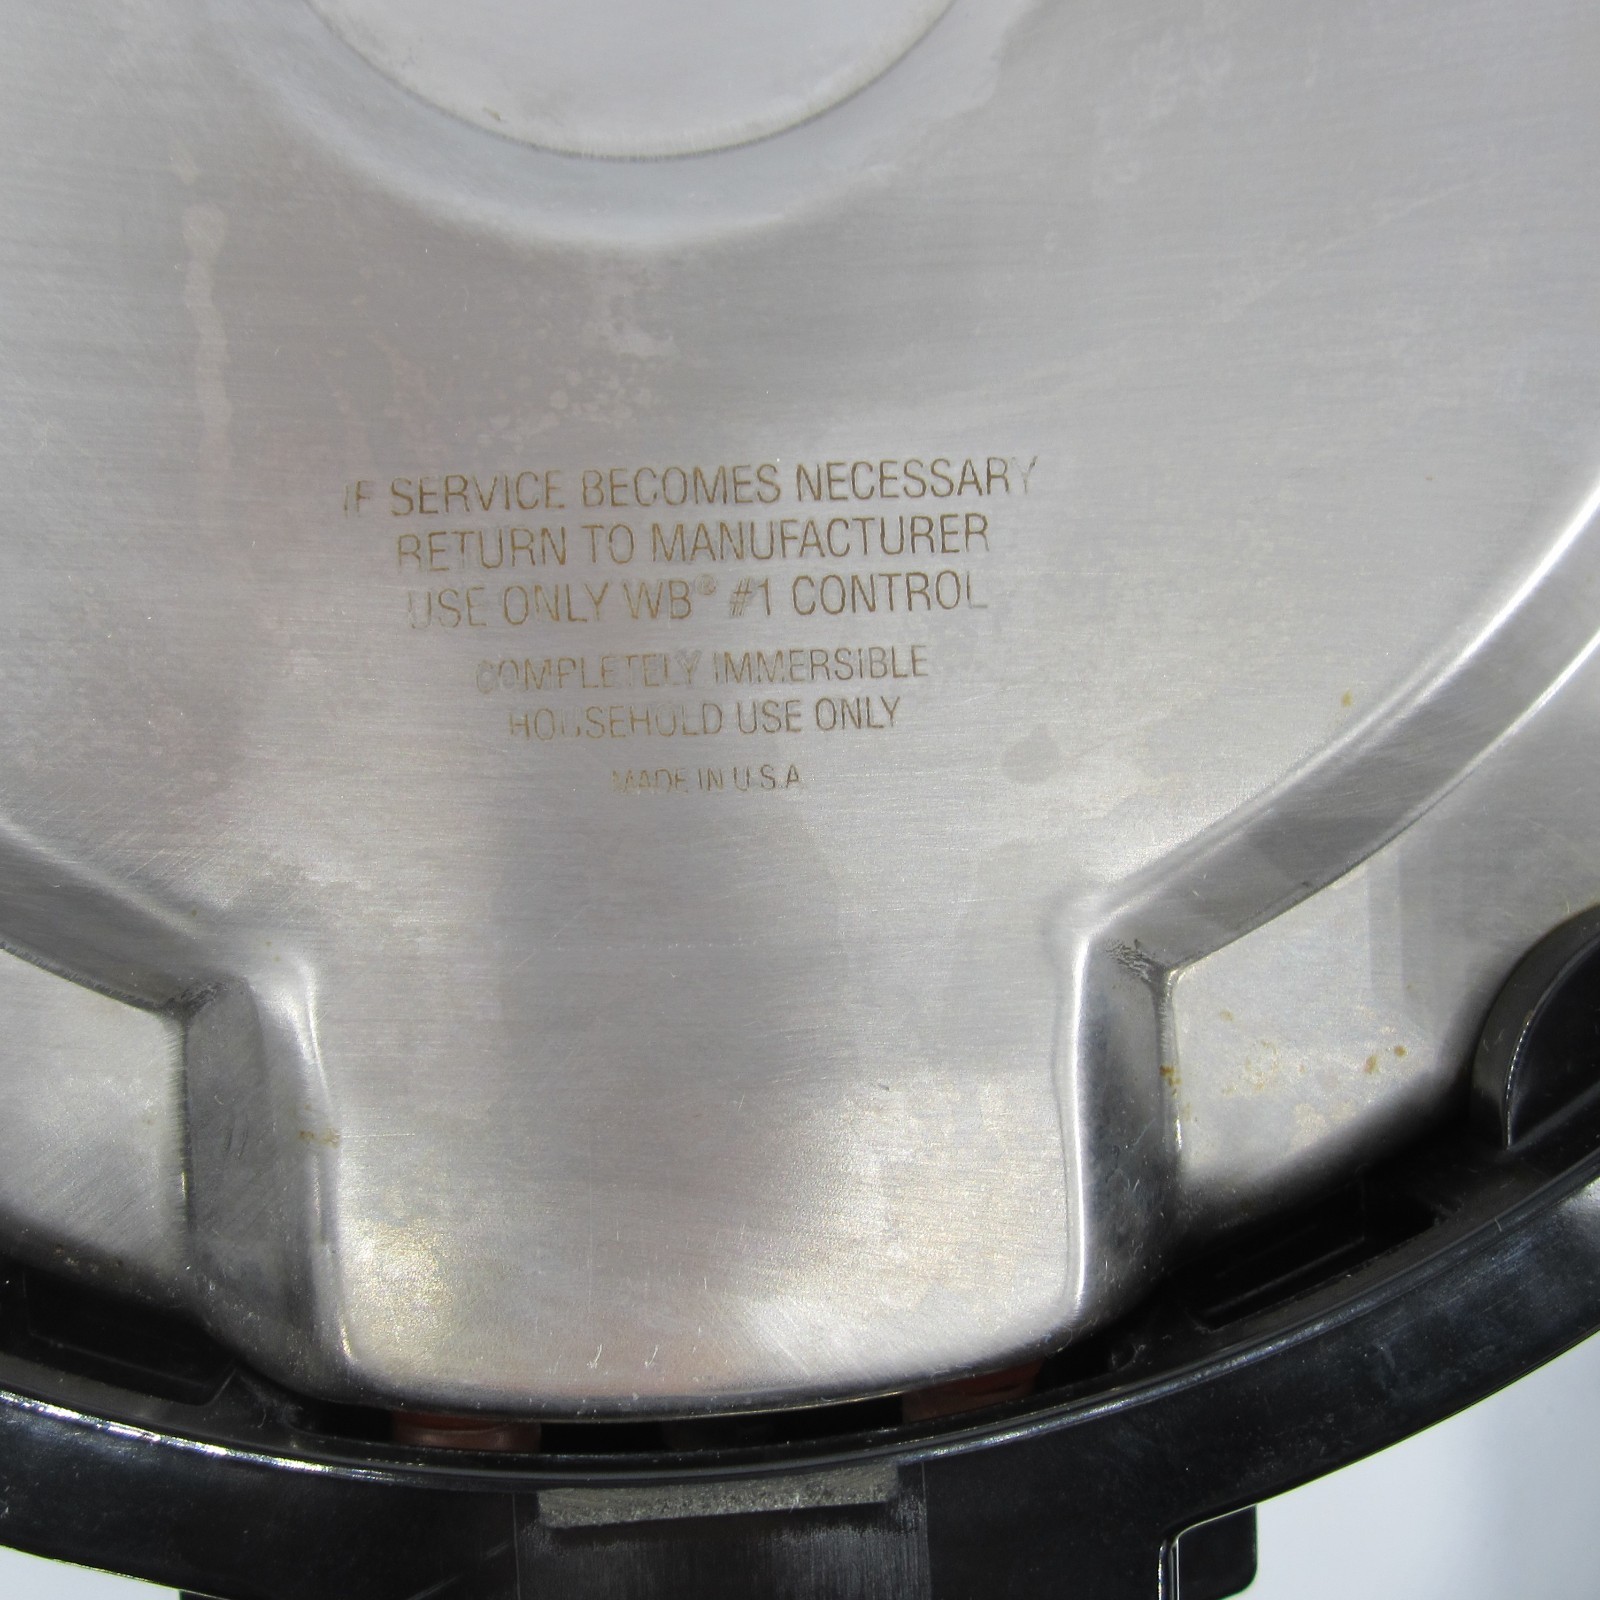 IF SERVICE BECOMES NECESSARY
RETURN TO MANUFACTURER
USE ONLY WB® #1 CONTROL
COMPLETELY IMMERSIBLE
HOUSEHOLD USE ONLY
MADE IN U.S.A